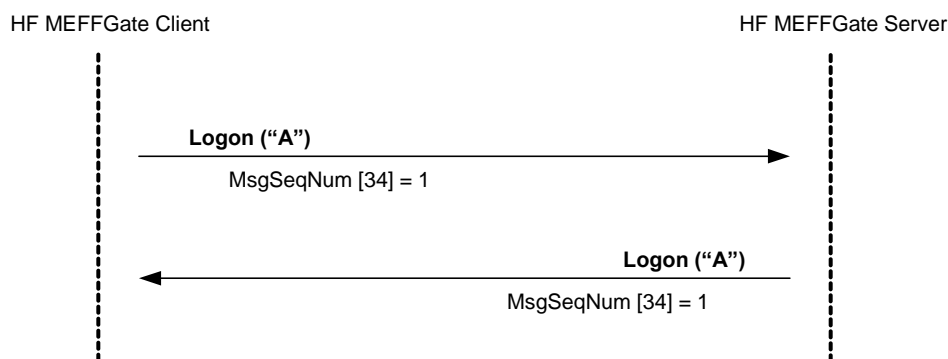 HF MEFFGate Client
HF MEFFGate Server
Logon (“A”)
MsgSeqNum [34] = 1
Logon (“A”)
MsgSeqNum [34] = 1